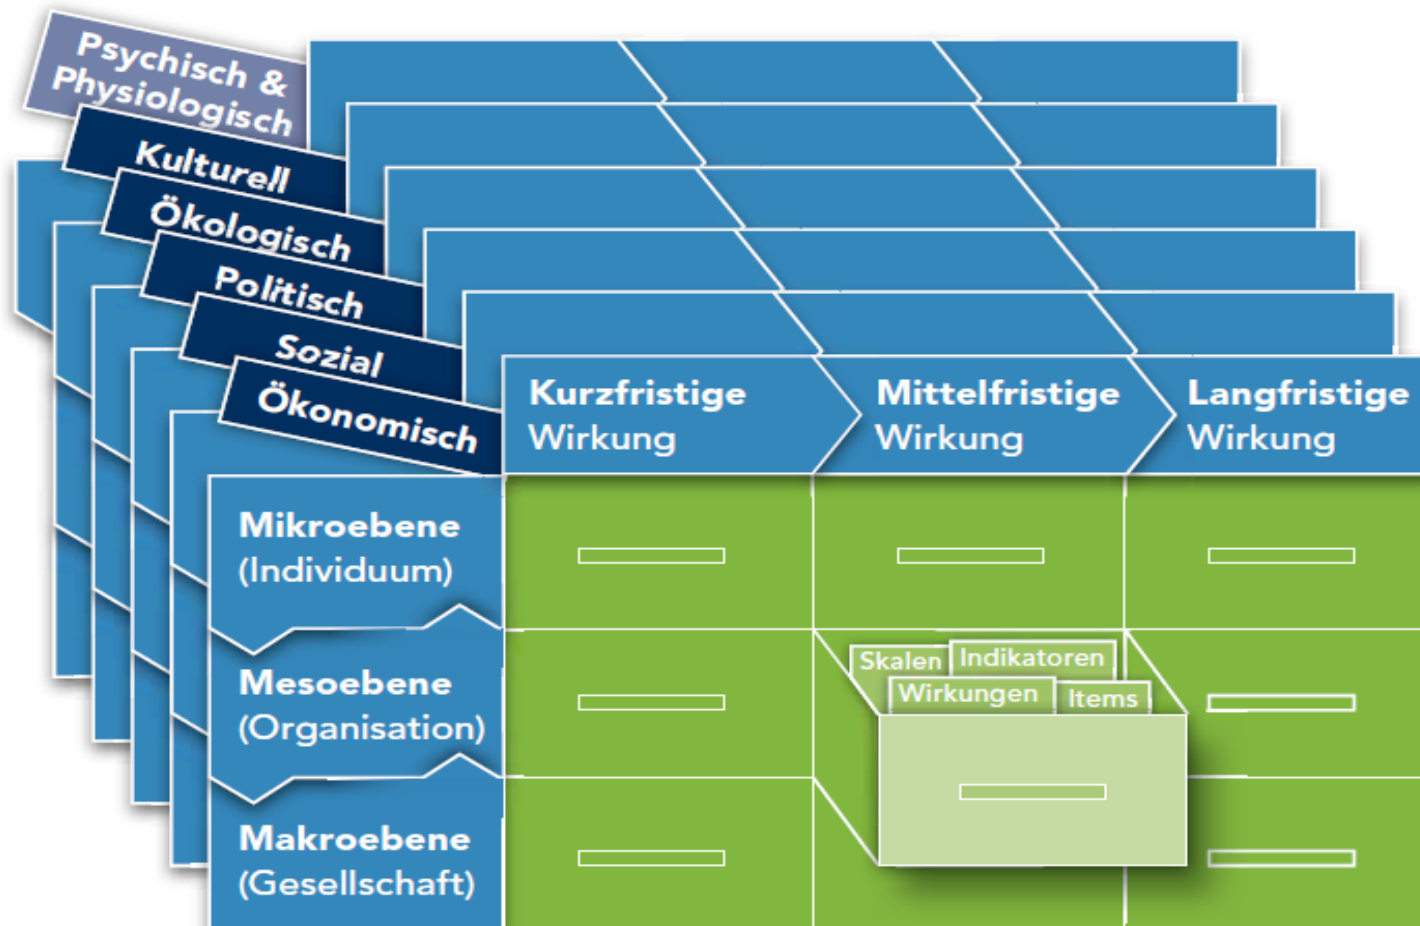 Psychisch &
Physiologisch
Kulturell
Ökologisch
Politisch
Sozial
Ökonomisch
Kurzfristige
Wirkung
Mittelfristige
Wirkung
Langfristige
Wirkung
Mikroebene
(Individuum)
Mesoebene
(Organisation)
Makroebene
(Gesellschaft)
Skalen
Indikatoren
Wirkungen
Items